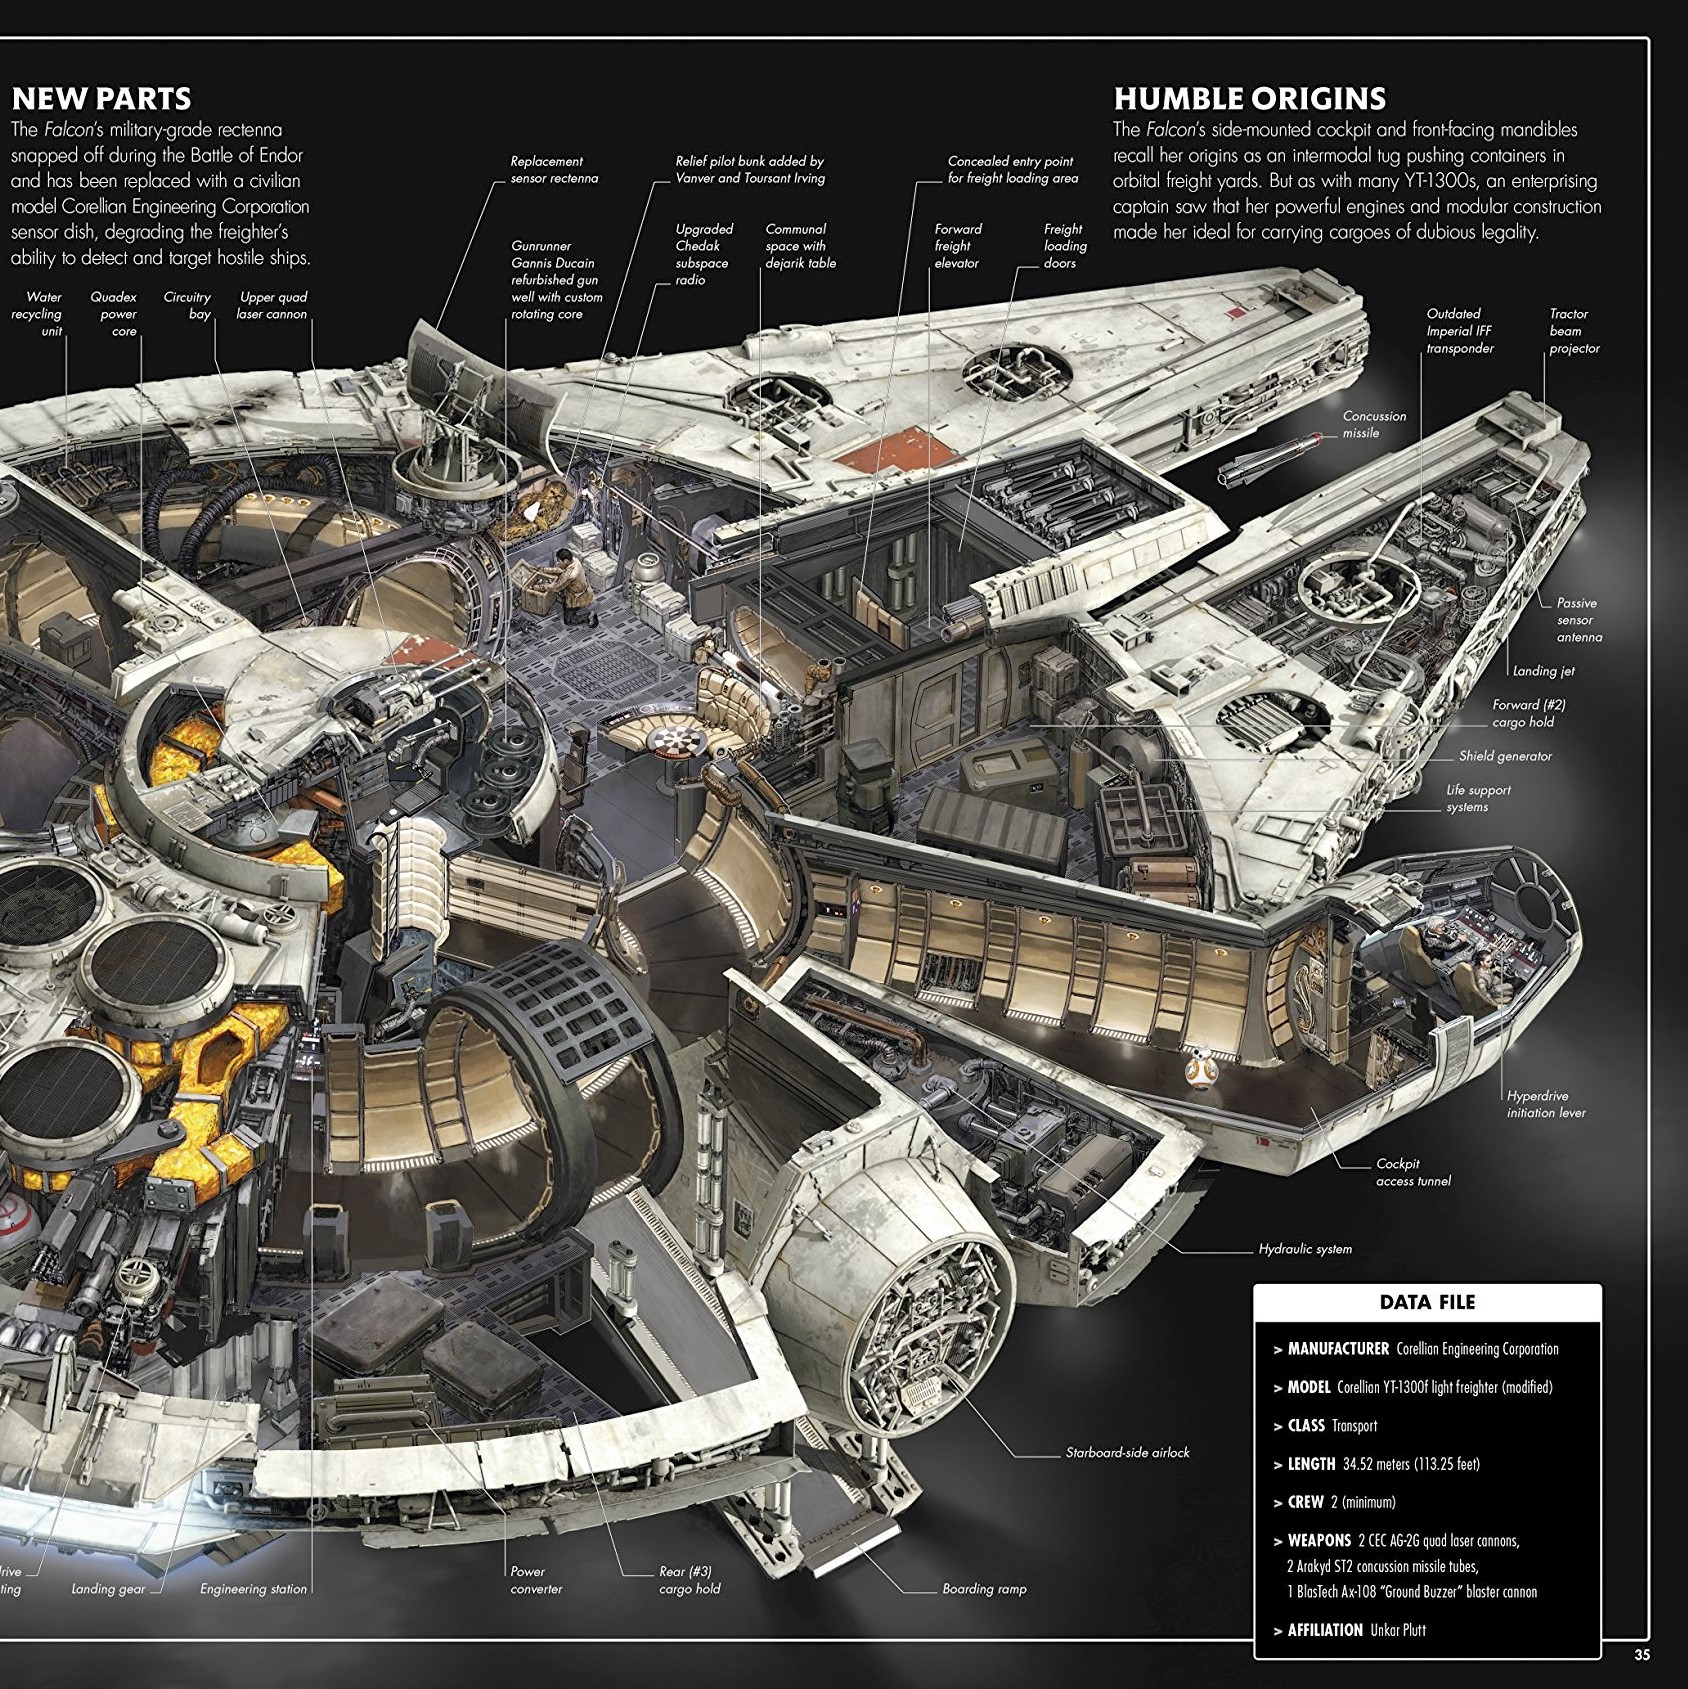 NEW PARTS
The Falcon's military-grade rectenna
snapped off during the Battle of Endor
and has been replaced with a civilian
model Corellian Engineering Corporation
sensor dish, degrading the freighter's
ability to detect and target hostile ships.
HUMBLE ORIGINS
The Falcon's side-mounted cockpit and front-facing mandibles
recall her origins as an intermodal tug pushing containers in
orbital freight yards. But as with many YT-1300s, an enterprising
captain saw that her powerful engines and modular construction
made her ideal for carrying cargoes of dubious legality.
Water
recycling
unit
Quadex
power
core
Circuitry
bay
Upper quad
laser cannon
Replacement
sensor rectenna
Gunrunner
Gannis Ducain
refurbished gun
well with custom
rotating core
Relief pilot bunk added by
Vanver and Toursant Irving
Upgraded
Chedak
subspace
radio
Communal
space with
dejarik table
Concealed entry point
for freight loading area
Forward
freight
elevator
Freight
loading
doors
Outdated
Imperial IFF
transponder
Tractor
beam
projector
Concussion
missile
Passive
sensor
antenna
Landing jet
Forward (#2)
cargo hold
Shield generator
Life support
systems
Hyperdrive
initiation lever
Cockpit
access tunnel
Hydraulic system
Starboard-side airlock
Boarding ramp
Rear (#3)
cargo hold
Power
converter
Engineering station
Landing gear
drive
ting
DATA FILE
> MANUFACTURER Corellian Engineering Corporation
> MODEL Corellian YT-1300f light freighter (modified)
> CLASS Transport
> LENGTH 34.52 meters (113.25 feet)
> CREW 2 (minimum)
> WEAPONS 2 CEC AG-2G quad laser cannons,
2 Arakyd ST2 concussion missile tubes,
1 BlasTech Ax-108 "Ground Buzzer" blaster cannon
> AFFILIATION Unkar Plutt
35